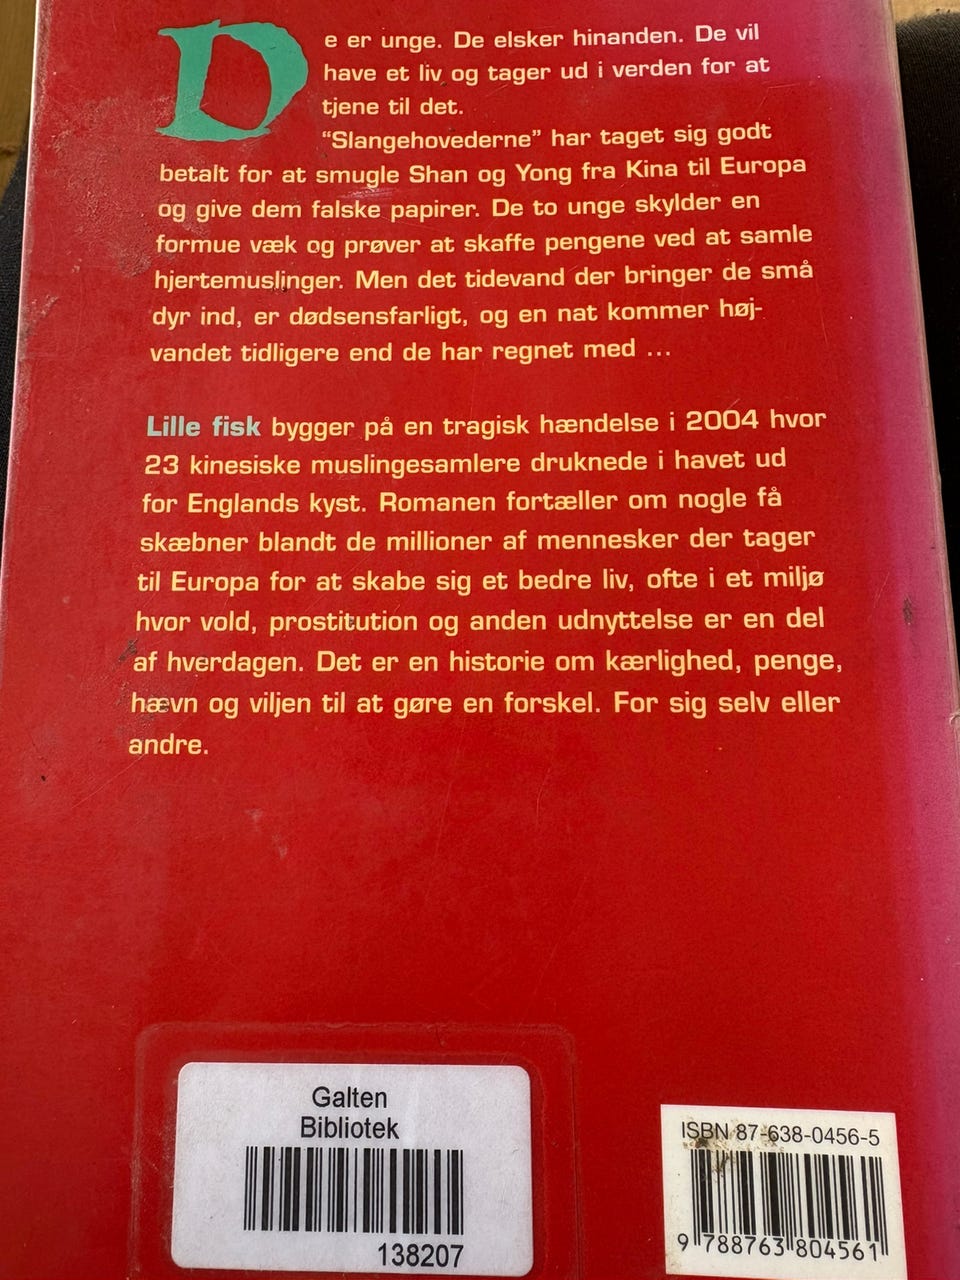 De er unge. De elsker hinanden. De vil
have et liv og tager ud i verden for at
tjene til det.
“Slangehovederne” har taget sig godt
betalt for at smugle Shan og Yong fra Kina til Europa
og give dem falske papirer. De to unge skylder en
formue væk og prøver at skaffe pengene ved at samle
hjertemuslinger. Men det tidevand der bringer de små
dyr ind, er dødsensfarligt, og en nat kommer høj-
vandet tidligere end de har regnet med ...
Lille fisk bygger på en tragisk hændelse i 2004 hvor
23 kinesiske muslingesamlere druknede i havet ud
for Englands kyst. Romanen fortæller om nogle få
skæbner blandt de millioner af mennesker der tager
til Europa for at skabe sig et bedre liv, ofte i et miljø
hvor vold, prostitution og anden udnyttelse er en del
af hverdagen. Det er en historie om kærlighed, penge,
hævn og viljen til at gøre en forskel. For sig selv eller
andre.
Galten
Bibliotek
138207
ISBN 87-638-0456-5
9 788763 804561